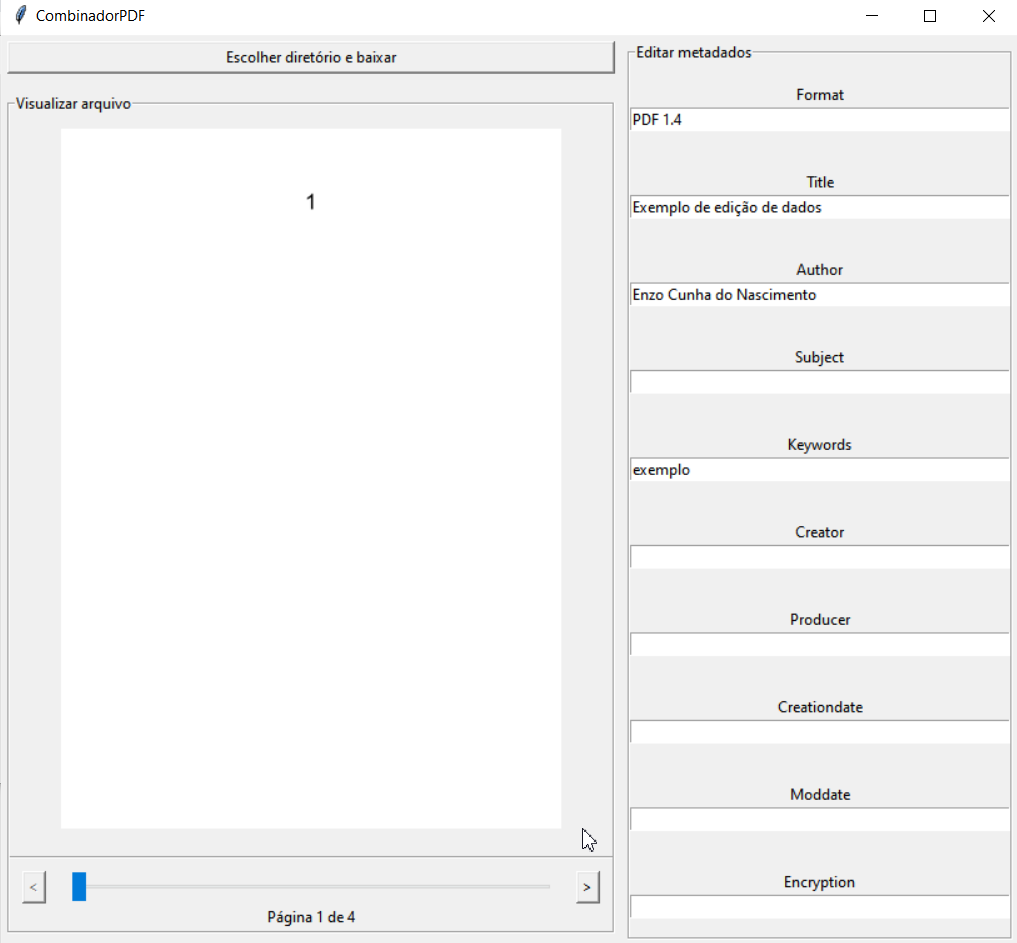 CombinadorPDF
Escolher diretório e baixar
Visualizar arquivo
1
<
>
Página 1 de 4
Editar metadados
Format
PDF 1.4
Title
Exemplo de edição de dados
Author
Enzo Cunha do Nascimento
Subject
Keywords
exemplo
Creator
Producer
Creationdate
Moddate
Encryption